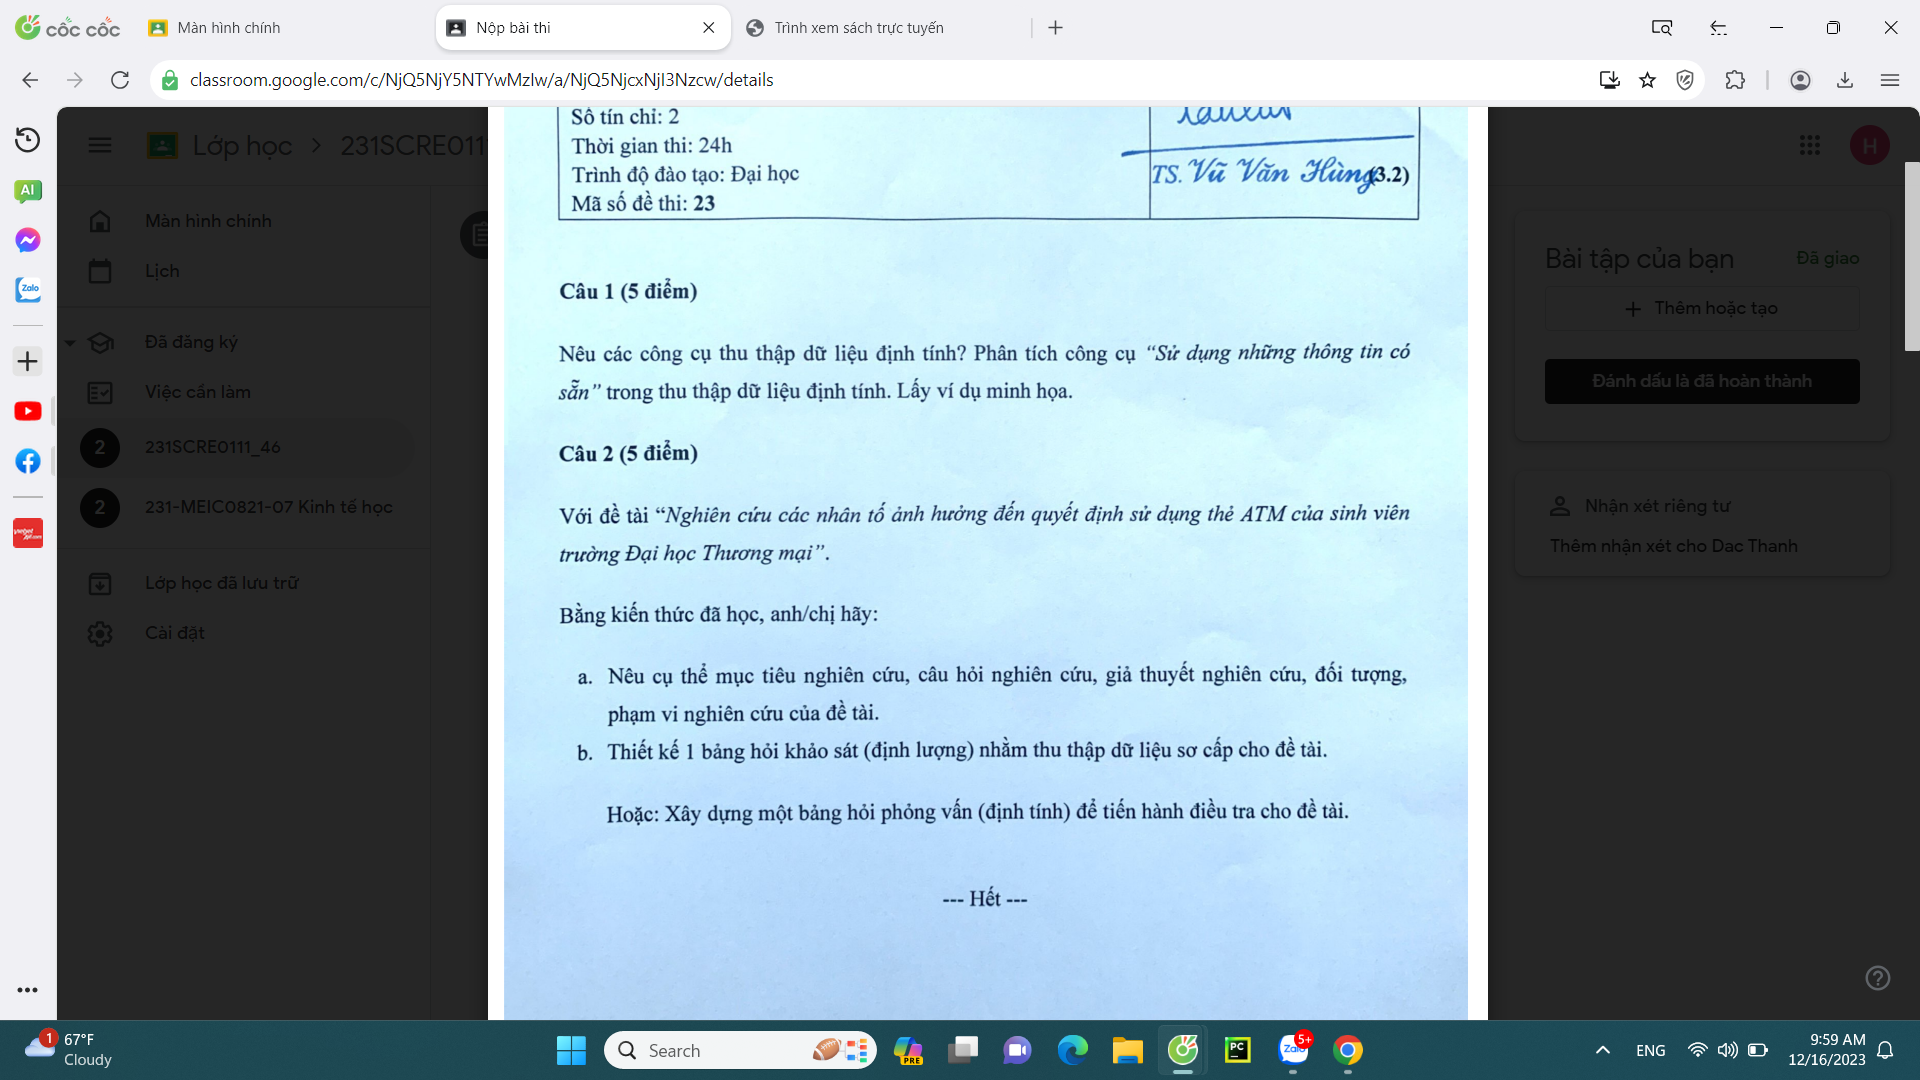 cốc cốc
Màn hình chính
Nộp bài thi
Trình xem sách trực tuyến
classroom.google.com/c/NjQ5NjY5NTYwMzIw/a/NjQ5NjcxNjI3Nzcw/details
Lớp học
231SCRE011
H
AI
Zalo
Màn hình chính
Lịch
Đã đăng ký
Việc cần làm
2
231SCRE0111_46
2
231-MEIC0821-07 Kinh tế học
Lớp học đã lưu trữ
Cài đặt
Số tín chỉ: 2
Thời gian thi: 24h
Trình độ đào tạo: Đại học
Mã số đề thi: 23
TS. Vũ Văn Hùng
(3.2)
Câu 1 (5 điểm)
Nêu các công cụ thu thập dữ liệu định tính? Phân tích công cụ “Sử dụng những thông tin có
sẵn” trong thu thập dữ liệu định tính. Lấy ví dụ minh họa.
Câu 2 (5 điểm)
Với đề tài “Nghiên cứu các nhân tố ảnh hưởng đến quyết định sử dụng thẻ ATM của sinh viên
trường Đại học Thương mại”.
Bằng kiến thức đã học, anh/chị hãy:
a. Nêu cụ thể mục tiêu nghiên cứu, câu hỏi nghiên cứu, giả thuyết nghiên cứu, đối tượng,
phạm vi nghiên cứu của đề tài.
b. Thiết kế 1 bảng hỏi khảo sát (định lượng) nhằm thu thập dữ liệu sơ cấp cho đề tài.
Hoặc: Xây dựng một bảng hỏi phỏng vấn (định tính) để tiến hành điều tra cho đề tài.
--- Hết ---
Bài tập của bạn
Đã giao
Thêm hoặc tạo
Đánh dấu là đã hoàn thành
Nhận xét riêng tư
Thêm nhận xét cho Dac Thanh
1
67°F
Cloudy
Search
PRE
PC
Zalo
5+
ENG
9:59 AM
12/16/2023